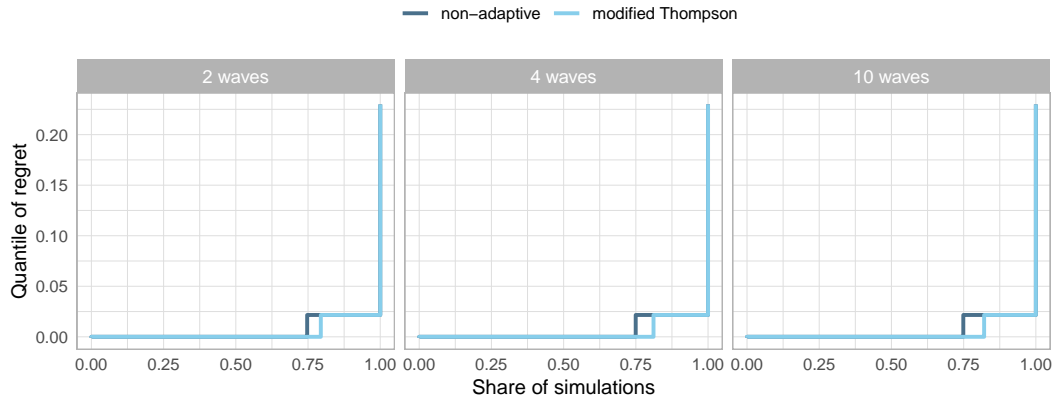 non−adaptive modified Thompson
2 waves 4 waves 10 waves
0.20
0.15
0.10
0.05
0.00
Quantile of regret
0.00 0.25 0.50 0.75 1.00 0.00 0.25 0.50 0.75 1.00 0.00 0.25 0.50 0.75 1.00
Share of simulations